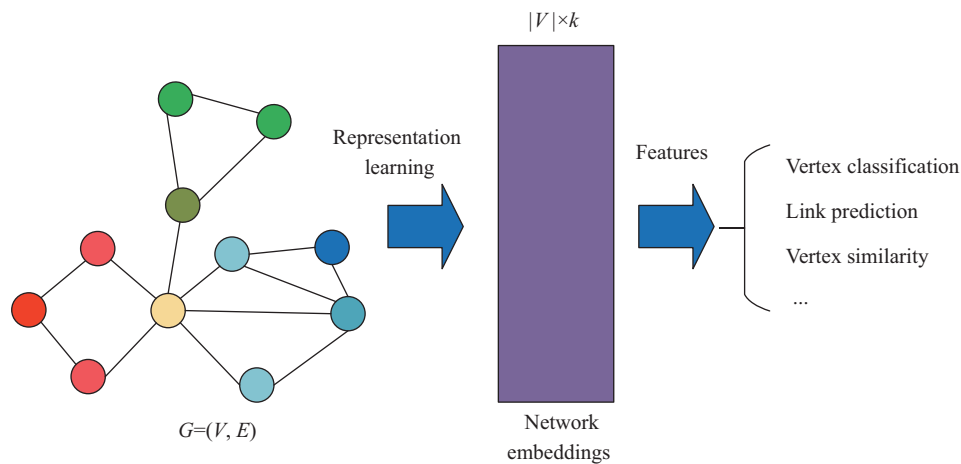 |V|×k
Representation
learning
Features
Vertex classification
Link prediction
Vertex similarity
...
G=(V, E)
Network
embeddings